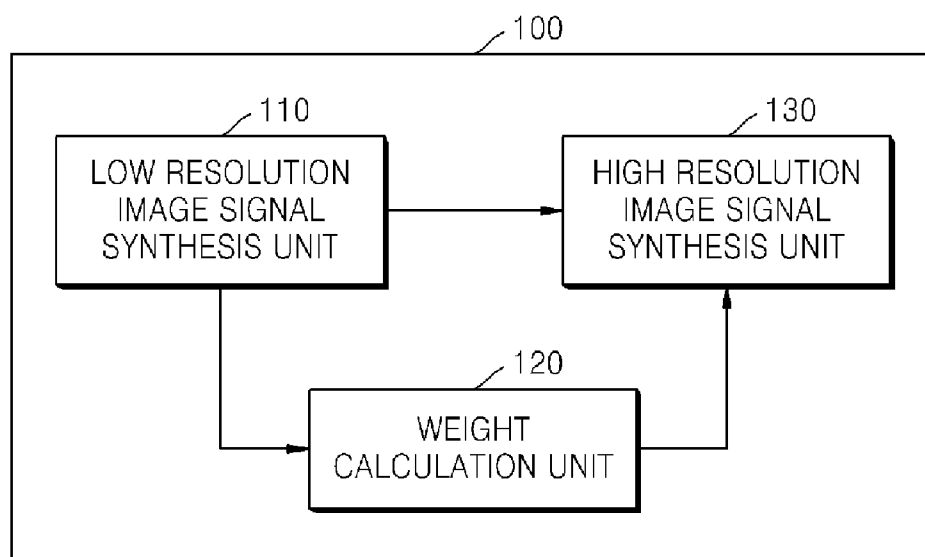 100
110
LOW RESOLUTION
IMAGE SIGNAL
SYNTHESIS UNIT
130
HIGH RESOLUTION
IMAGE SIGNAL
SYNTHESIS UNIT
120
WEIGHT
CALCULATION UNIT